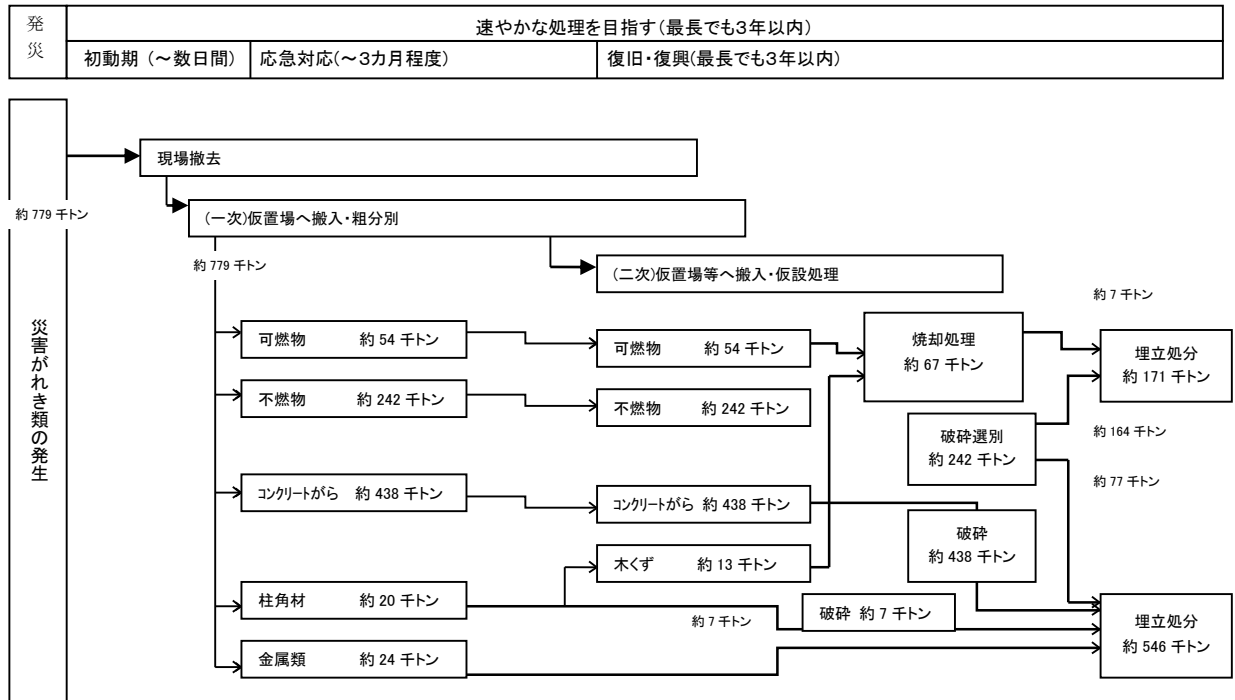 発災
速やかな処理を目指す(最長でも3年以内)
初動期 (～数日間)
応急対応(～3カ月程度)
復旧・復興(最長でも3年以内)
現場撤去
約 779 千トン
(一次)仮置場へ搬入・粗分別
約 779 千トン
(二次)仮置場等へ搬入・仮設処理
災害がれき類の発生
可燃物 約 54 千トン
可燃物 約 54 千トン
焼却処理
約 67 千トン
約 7 千トン
埋立処分
約 171 千トン
不燃物 約 242 千トン
不燃物 約 242 千トン
破砕選別
約 242 千トン
約 164 千トン
約 77 千トン
コンクリートがら 約 438 千トン
コンクリートがら 約 438 千トン
破砕
約 438 千トン
木くず 約 13 千トン
柱角材 約 20 千トン
約 7 千トン
破砕 約 7 千トン
埋立処分
約 546 千トン
金属類 約 24 千トン